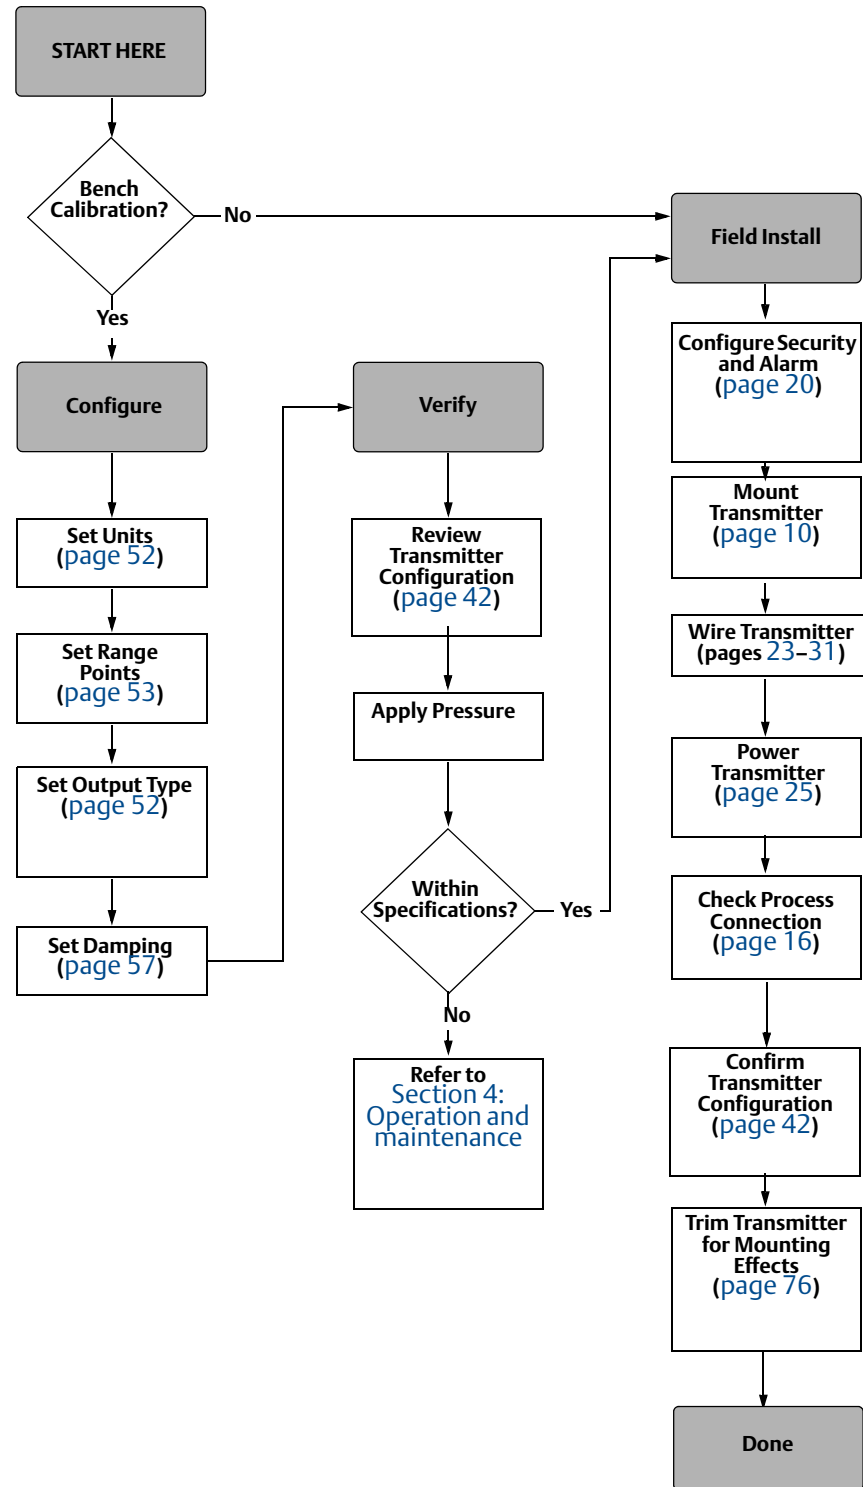 START HERE
Bench
Calibration?
No
Yes
Configure
Set Units
(page 52)
Set Range
Points
(page 53)
Set Output Type
(page 52)
Set Damping
(page 57)
Verify
Review
Transmitter
Configuration
(page 42)
Apply Pressure
Within
Specifications?
Yes
No
Refer to
Section 4:
Operation and
maintenance
Field Install
Configure Security
and Alarm
(page 20)
Mount
Transmitter
(page 10)
Wire Transmitter
(pages 23–31)
Power
Transmitter
(page 25)
Check Process
Connection
(page 16)
Confirm
Transmitter
Configuration
(page 42)
Trim Transmitter
for Mounting
Effects
(page 76)
Done